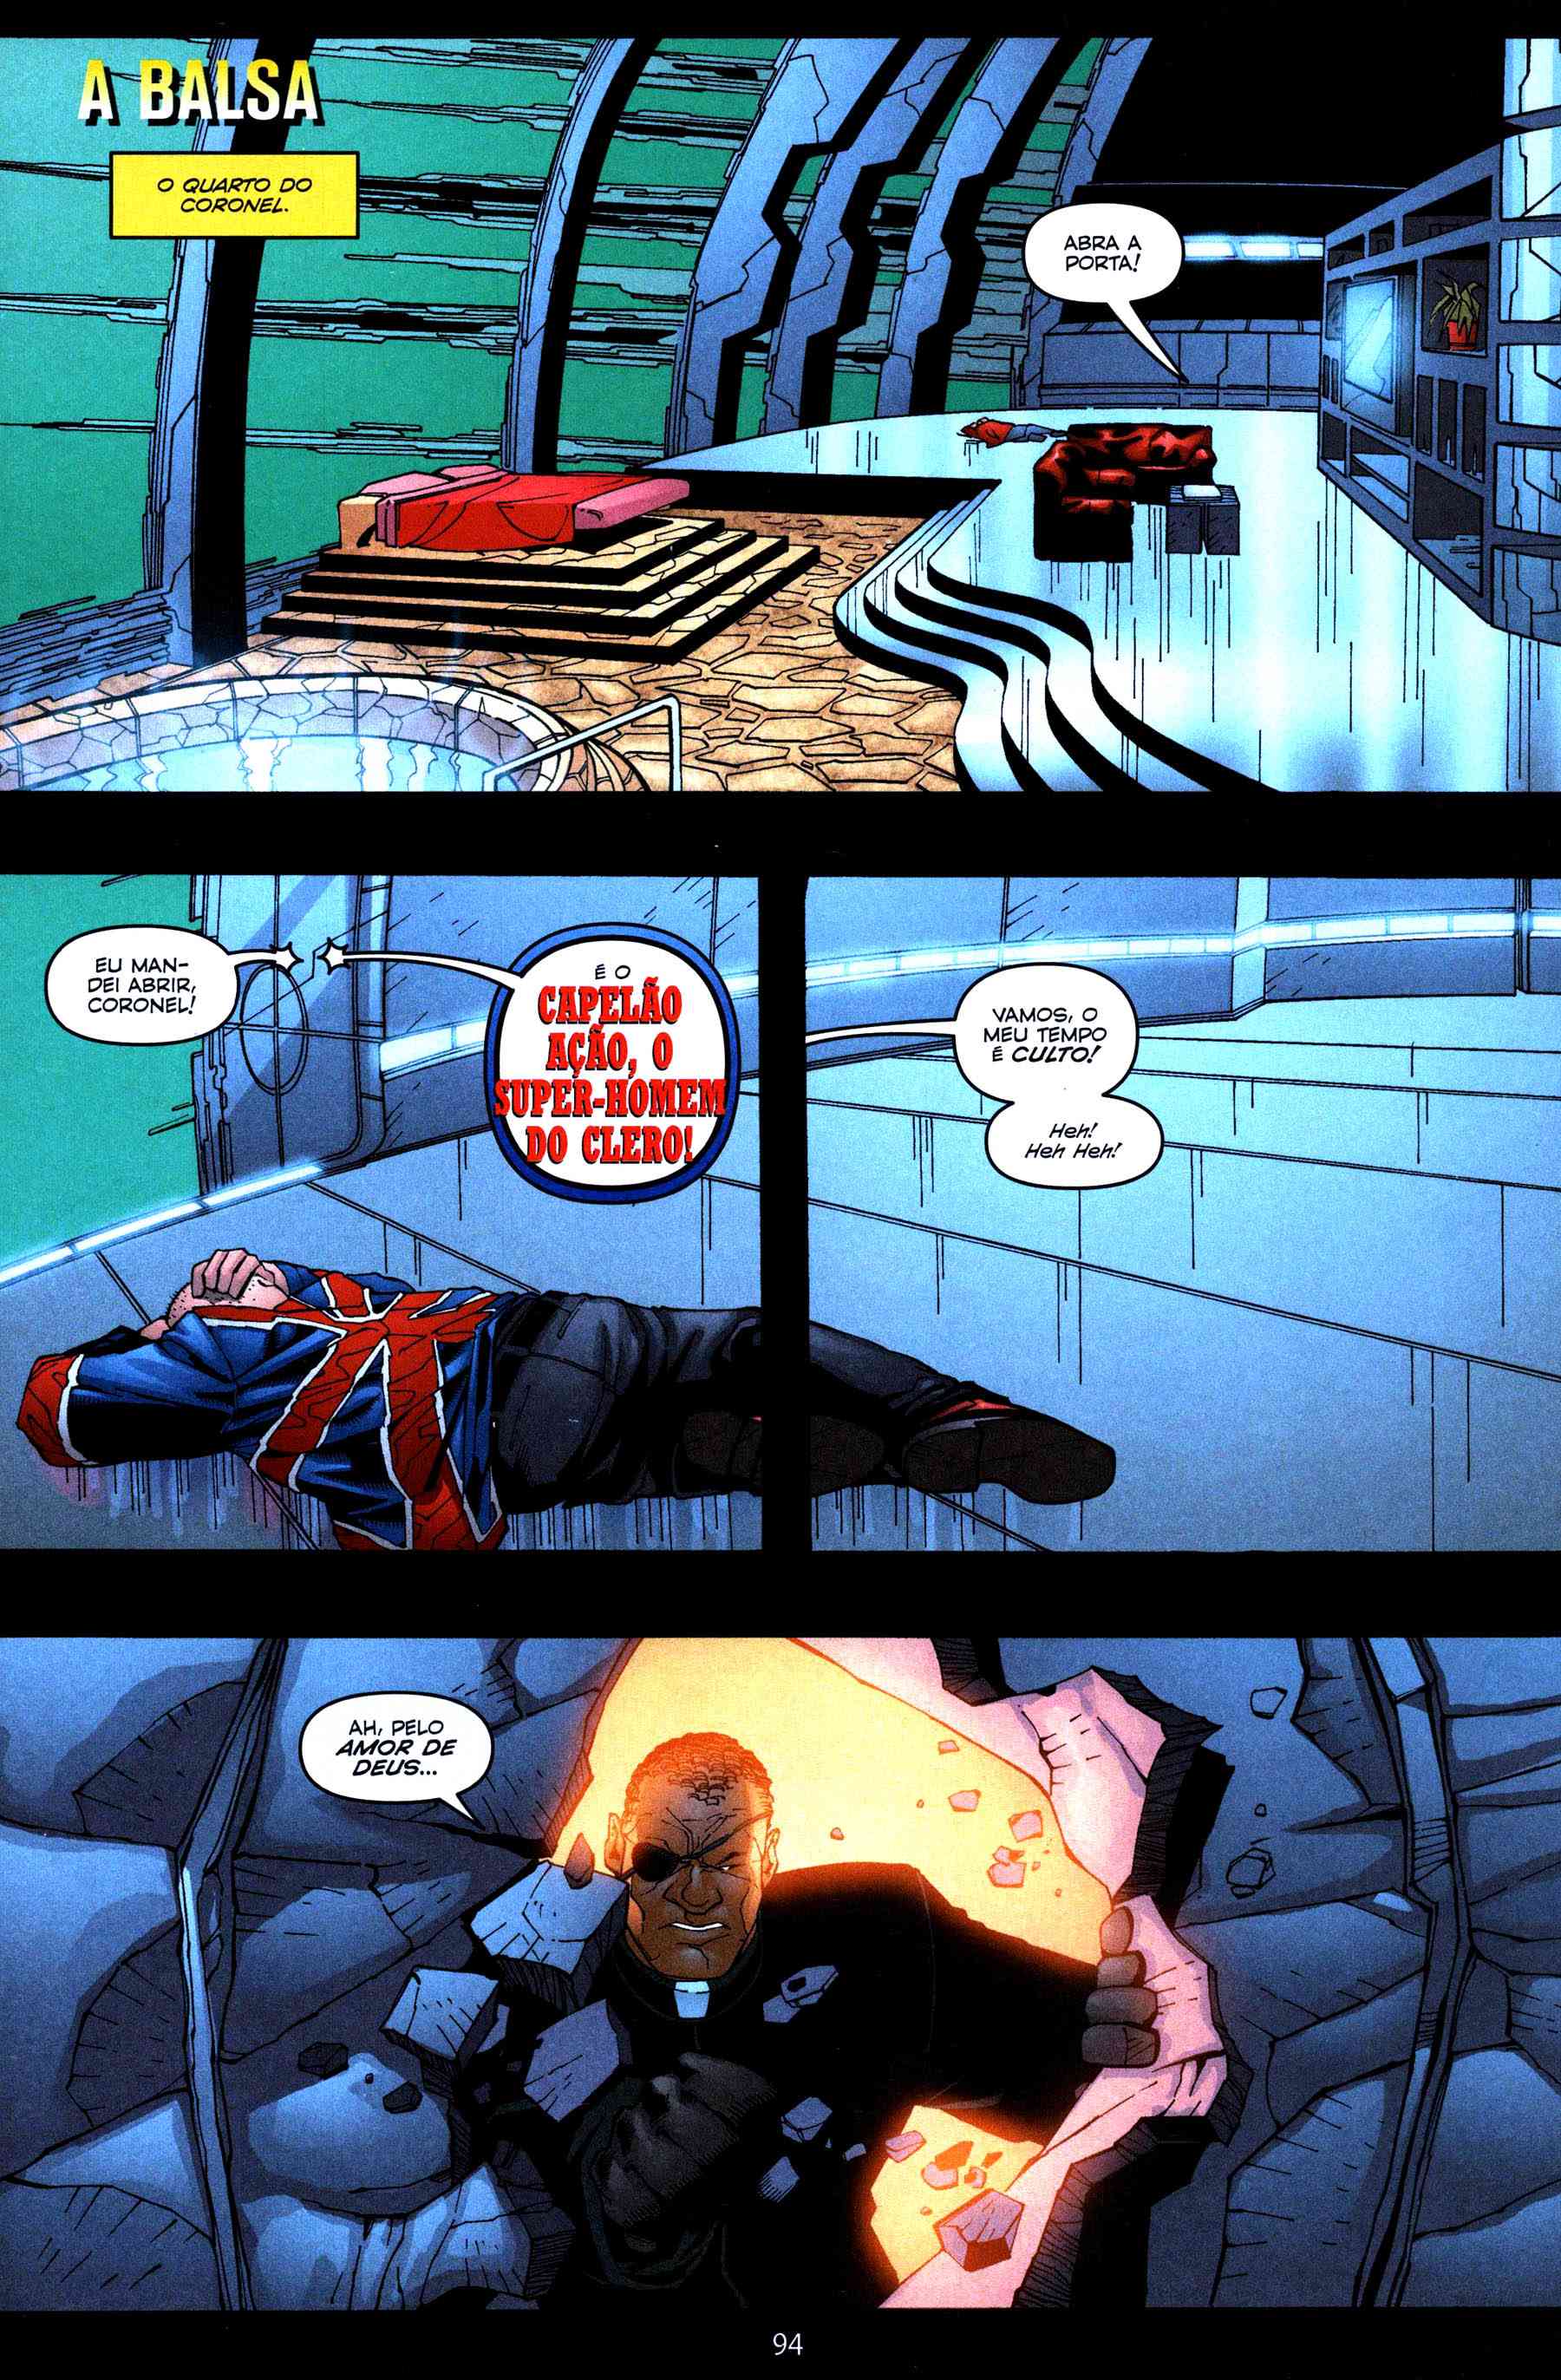 A BALSA
O QUARTO DO
CORONEL.
ABRA A
PORTA!
EU MAN-
DEI ABRIR,
CORONEL!
É O
CAPELÃO
AÇÃO, O
SUPER-HOMEM
DO CLERO!
VAMOS, O
MEU TEMPO
É CULTO!
Heh!
Heh Heh!
AH, PELO
AMOR DE
DEUS...
94